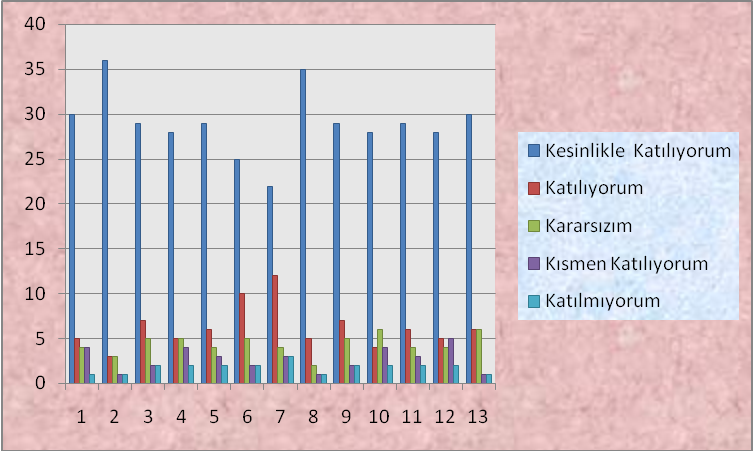 40
35
30
25
20
15
10
5
0
1 2 3 4 5 6 7 8 9 10 11 12 13
Kesinlikle Katılıyorum
Katılıyorum
Kararsızım
Kısmen Katılıyorum
Katılmıyorum